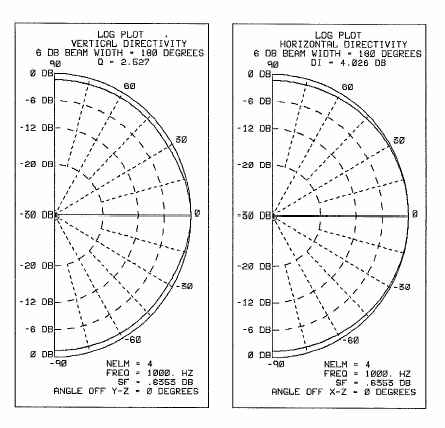 LOG PLOT
VERTICAL DIRECTIVITY
6 DB BEAM WIDTH = 180 DEGREES
Q = 2.527
90
0 DB
60
-6 DB
-12 DB
30
-20 DB
-30 DB
0
-20 DB
-30
-12 DB
-6 DB
-60
0 DB
-90
NELM = 4
FREQ = 1000. HZ
SF = .6353 DB
ANGLE OFF Y-Z = 0 DEGREES
LOG PLOT
HORIZONTAL DIRECTIVITY
6 DB BEAM WIDTH = 180 DEGREES
DI = 4.026 DB
90
0 DB
60
-6 DB
-12 DB
30
-20 DB
-30 DB
0
-20 DB
-30
-12 DB
-6 DB
-60
0 DB
-90
NELM = 4
FREQ = 1000. HZ
SF = .6353 DB
ANGLE OFF X-Z = 0 DEGREES